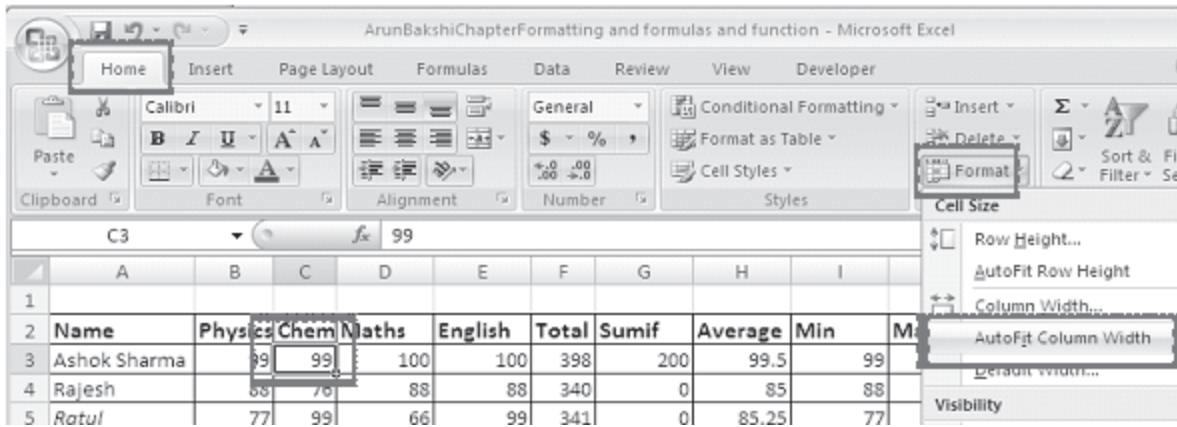 ArunBakshiChapterFormatting and formulas and function - Microsoft Excel
Home Insert Page Layout Formulas Data Review View Developer
Calibri 11 General Conditional Formatting Insert Σ
B I U A A $ % , Format as Table Delete
Paste A Cell Styles Format Sort & Filter
Clipboard Font Alignment Number Styles
Cell Size
C3 fx 99
Row Height...
AutoFit Row Height
Column Width...
AutoFit Column Width
Default Width...
Visibility
A B C D E F G H I
1
2 Name Physics Chem Maths English Total Sumif Average Min
3 Ashok Sharma 99 99 100 100 398 200 99.5 99
4 Rajesh 88 76 88 88 340 0 85 88
5 Ratul 77 99 66 99 341 0 85.25 77